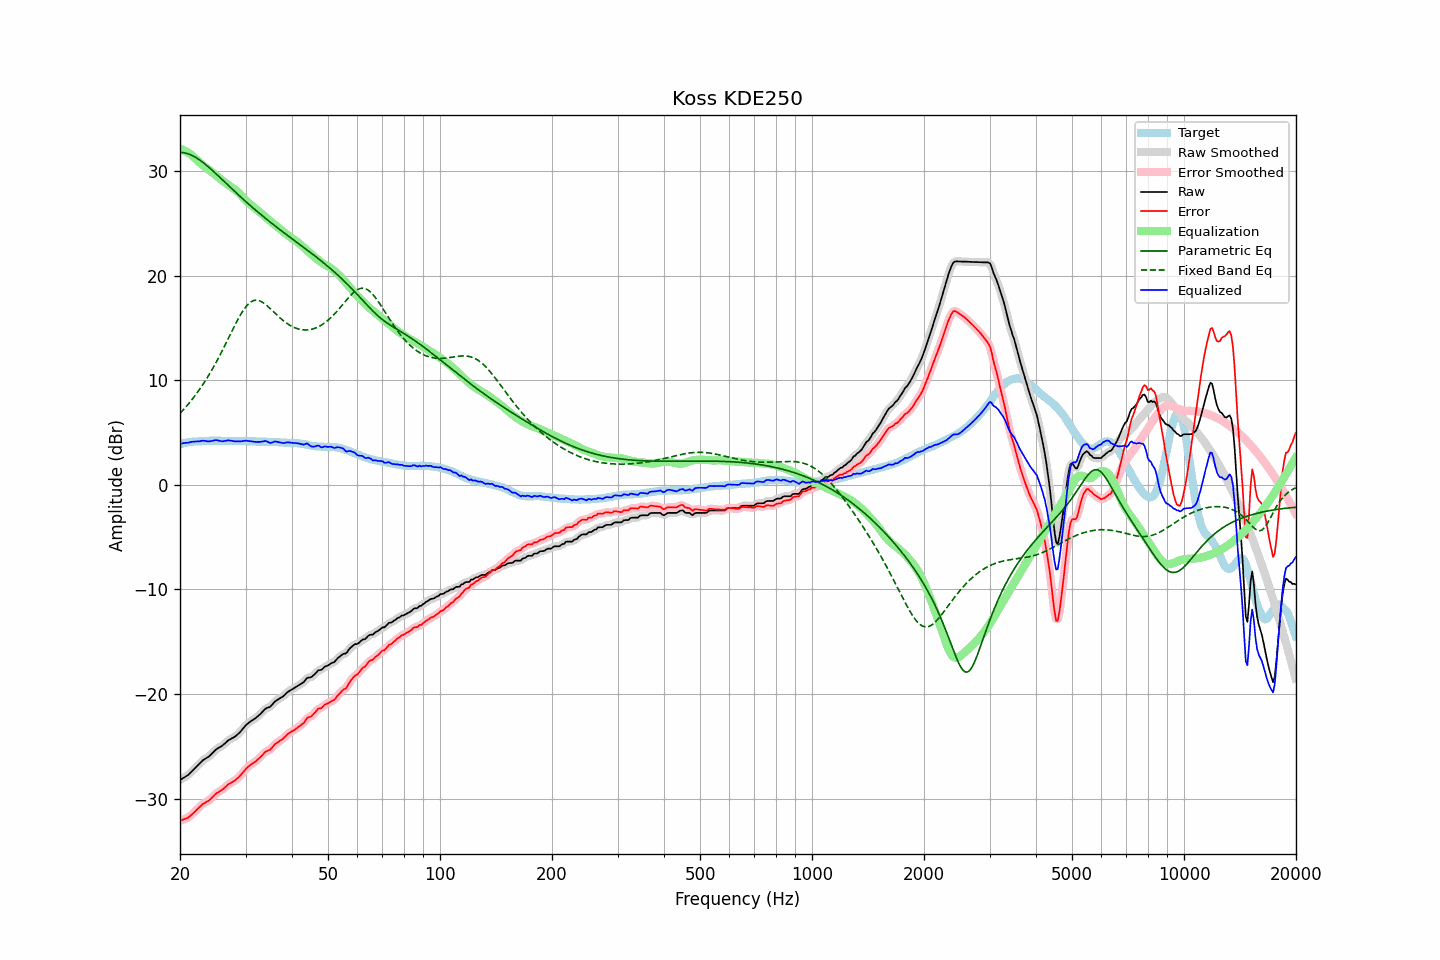 Koss KDE250
Target
Raw Smoothed
Error Smoothed
Raw
Error
Equalization
Parametric Eq
Fixed Band Eq
Equalized
30
20
10
0
−10
−20
−30
Amplitude (dBr)
20
50
100
200
500
1000
2000
5000
10000
20000
Frequency (Hz)